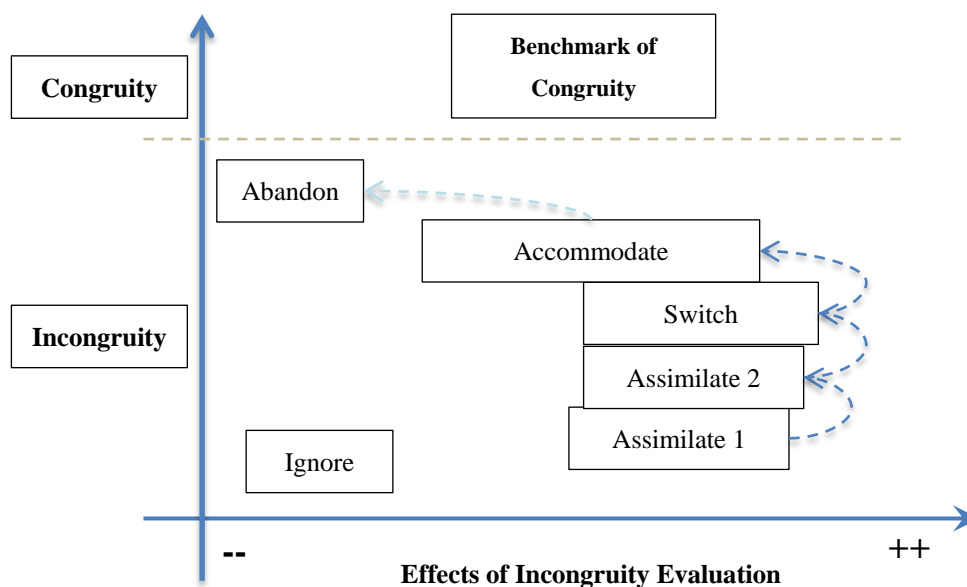 Benchmark of
Congruity
Congruity
Abandon
Accommodate
Switch
Incongruity
Assimilate 2
Assimilate 1
Ignore
--
++
Effects of Incongruity Evaluation